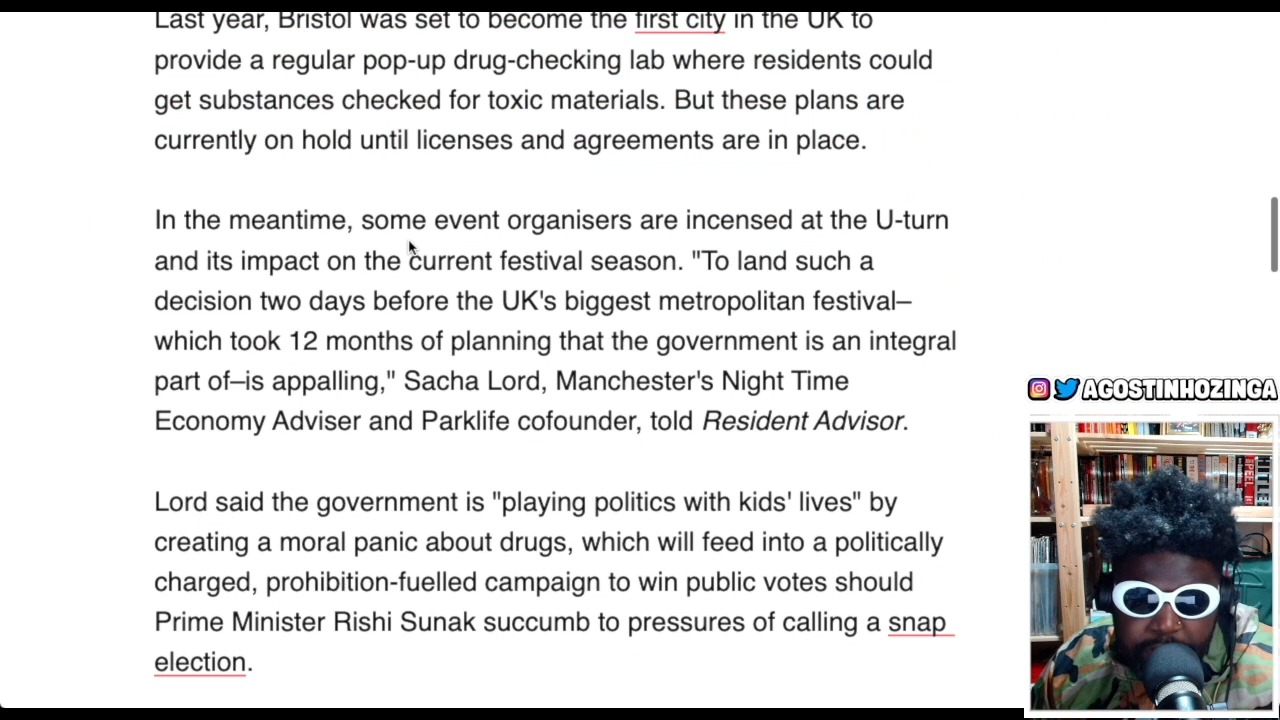 Last year, Bristol was set to become the first city in the UK to
provide a regular pop-up drug-checking lab where residents could
get substances checked for toxic materials. But these plans are
currently on hold until licenses and agreements are in place.
In the meantime, some event organisers are incensed at the U-turn
and its impact on the current festival season. "To land such a
decision two days before the UK's biggest metropolitan festival–
which took 12 months of planning that the government is an integral
part of–is appalling," Sacha Lord, Manchester's Night Time
Economy Adviser and Parklife cofounder, told Resident Advisor.
Lord said the government is "playing politics with kids' lives" by
creating a moral panic about drugs, which will feed into a politically
charged, prohibition-fuelled campaign to win public votes should
Prime Minister Rishi Sunak succumb to pressures of calling a snap
election.
AGOSTINHOZINGA
PEEL